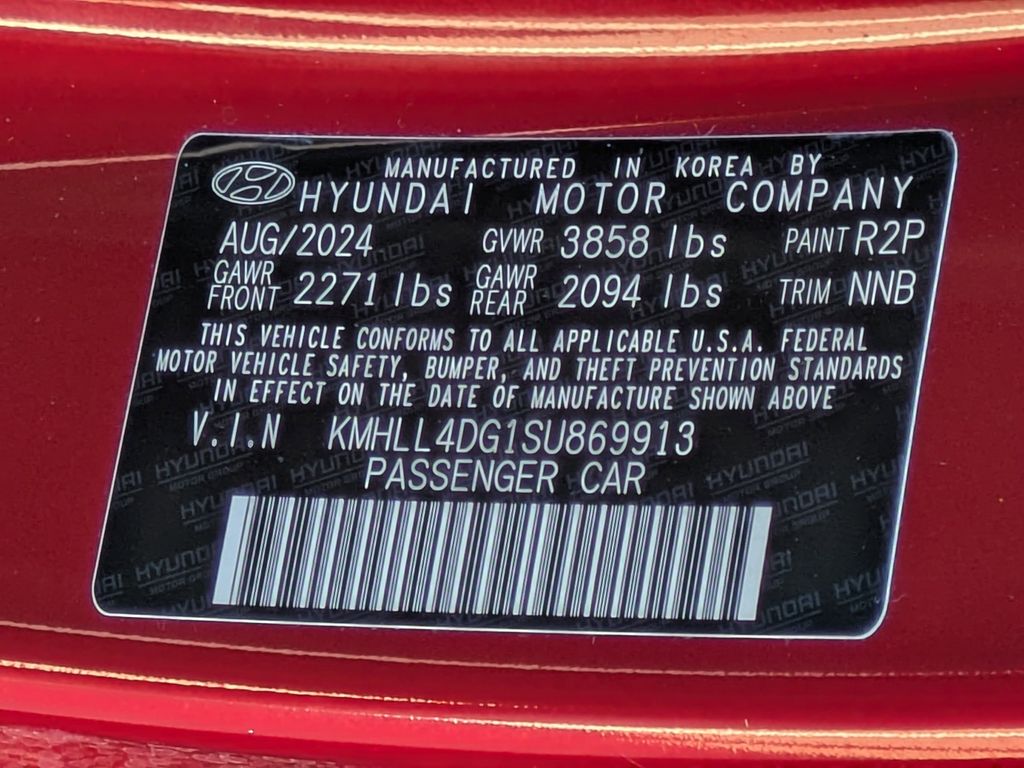 MANUFACTURED IN KOREA BY
HYUNDAI MOTOR COMPANY
AUG/2024 GVWR 3858 lbs PAINT R2P
GAWR FRONT 2271 lbs GAWR REAR 2094 lbs TRIM NNB
THIS VEHICLE CONFORMS TO ALL APPLICABLE U.S.A. FEDERAL
MOTOR VEHICLE SAFETY, BUMPER, AND THEFT PREVENTION STANDARDS
IN EFFECT ON THE DATE OF MANUFACTURE SHOWN ABOVE
V.I.N KMHLL4DG1SU869913
PASSENGER CAR